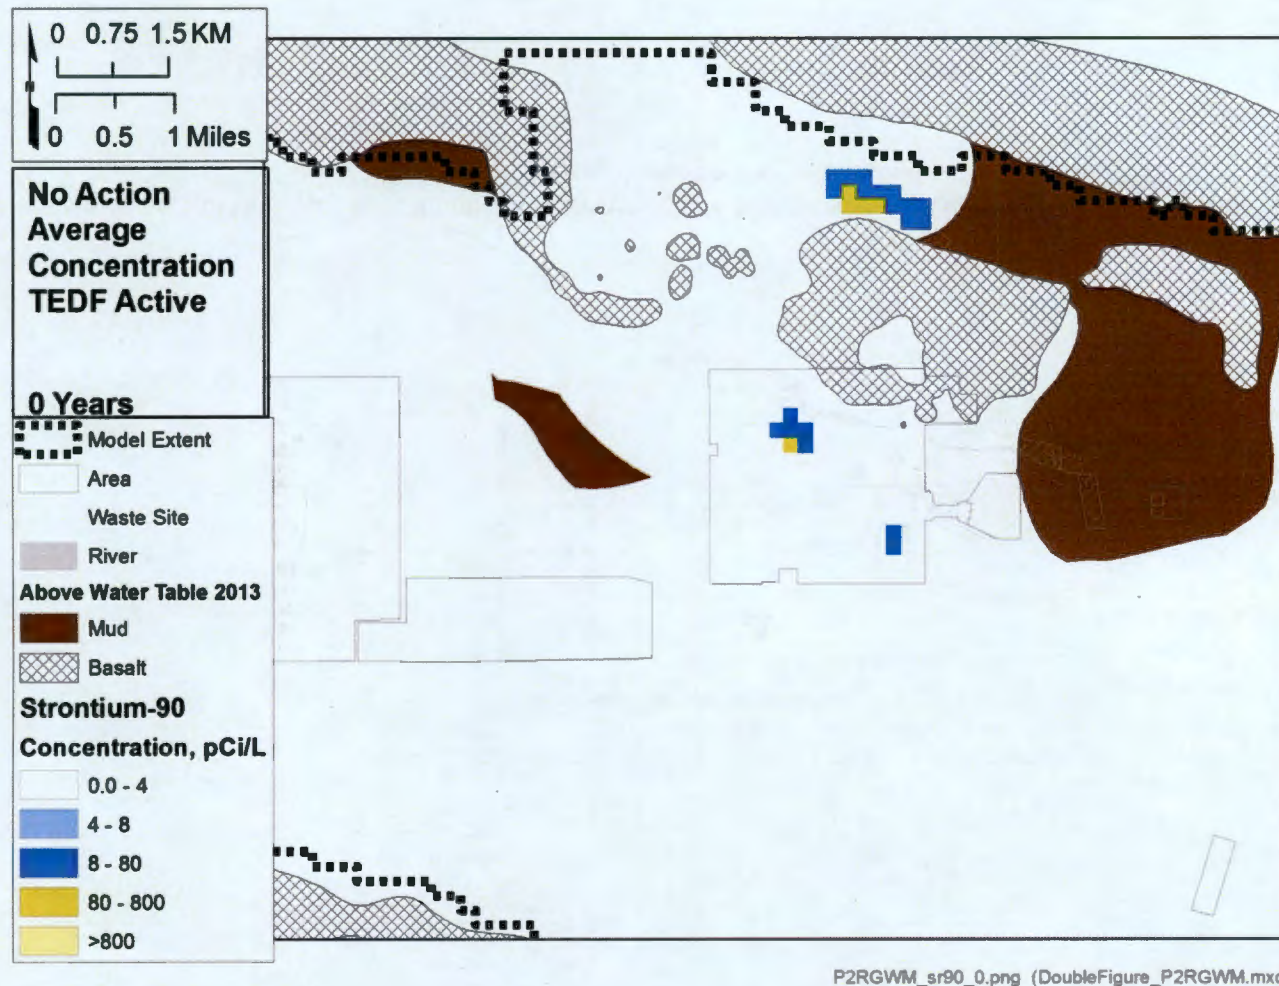 0 0.75 1.5 KM
0 0.5 1 Miles
No Action
Average
Concentration
TEDF Active
0 Years
Model Extent
Area
Waste Site
River
Above Water Table 2013
Mud
Basalt
Strontium-90
Concentration, pCi/L
0.0 - 4
4 - 8
8 - 80
80 - 800
>800
P2RGWM_sr90_0.png (DoubleFigure_P2RGWM.mxd